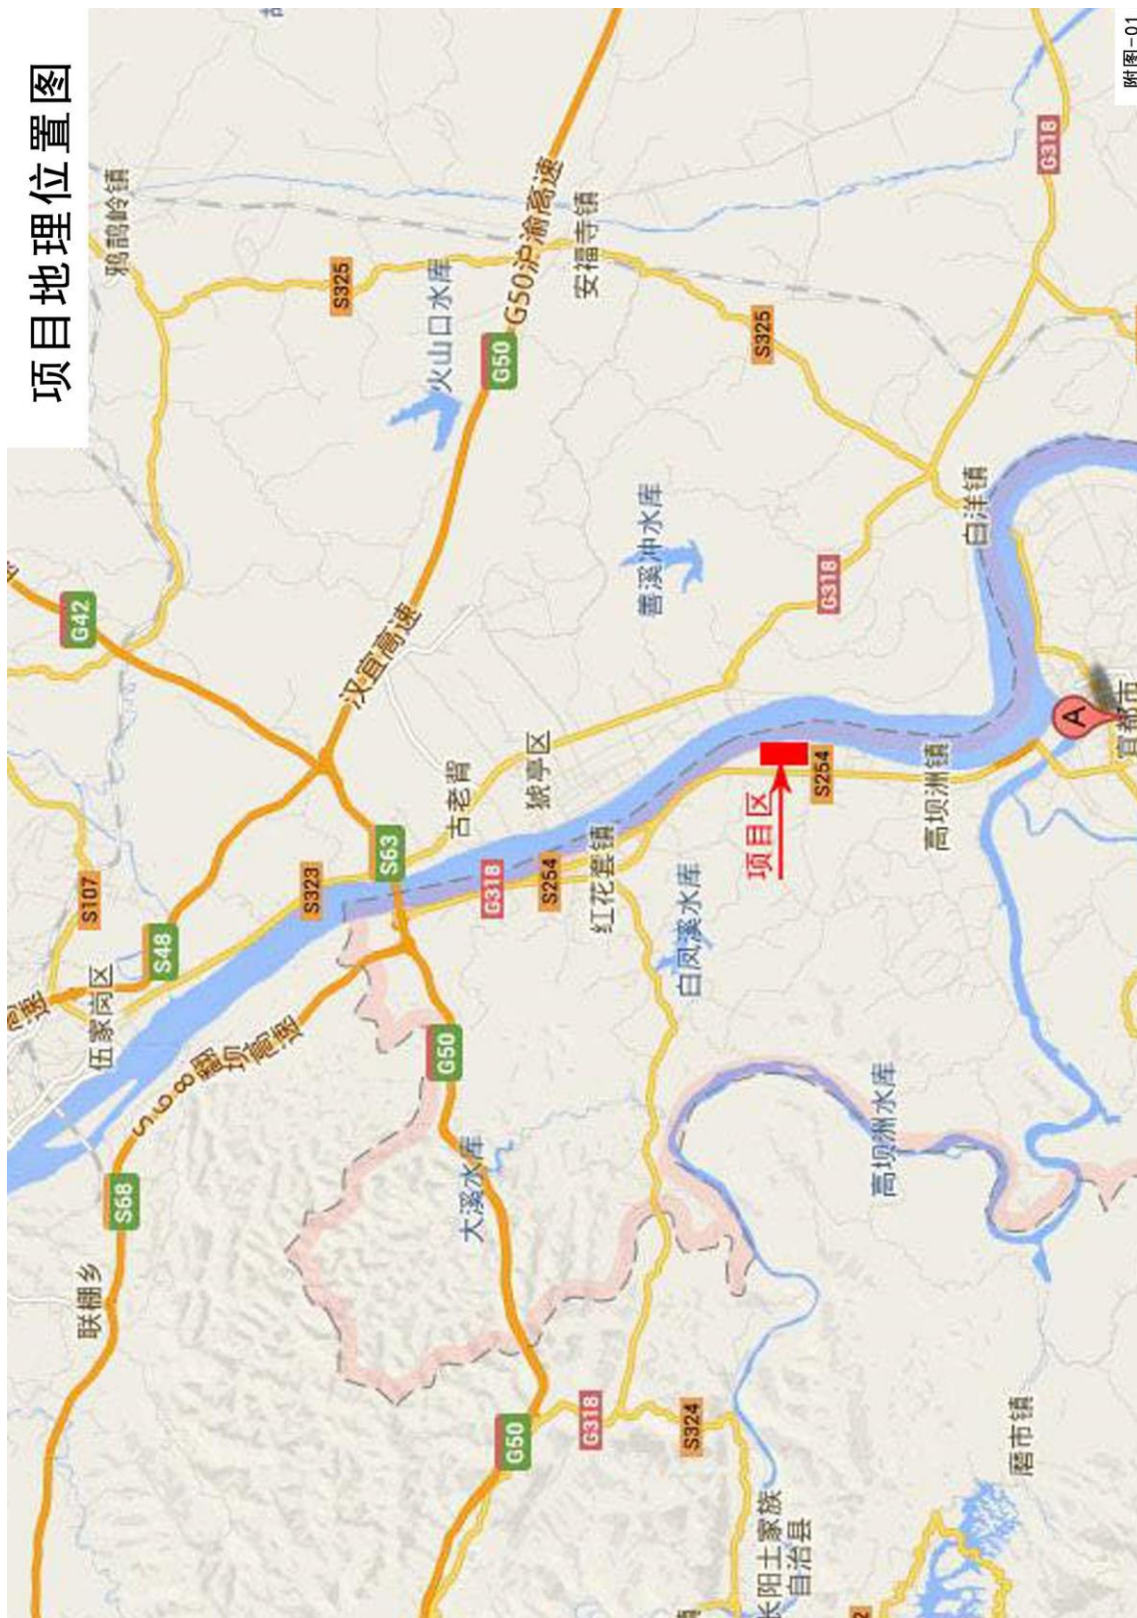 项目地理位置图
附图-01
鸦鹊岭镇
S325
火山口水库
G50沪渝高速
安福寺镇
G50
S325
G318
G42
汉宜高速
善溪冲水库
G318
白洋镇
S107
S323
S63
古老背
猇亭区
S48
伍家岗区
G318
S254
红花套镇
项目区
S254
高坝洲镇
A
宜都市
白凤溪水库
S68翻坝高速
G50
大溪水库
高坝洲水库
S68
联棚乡
G50
G318
S324
磨市镇
长阳土家族
自治县